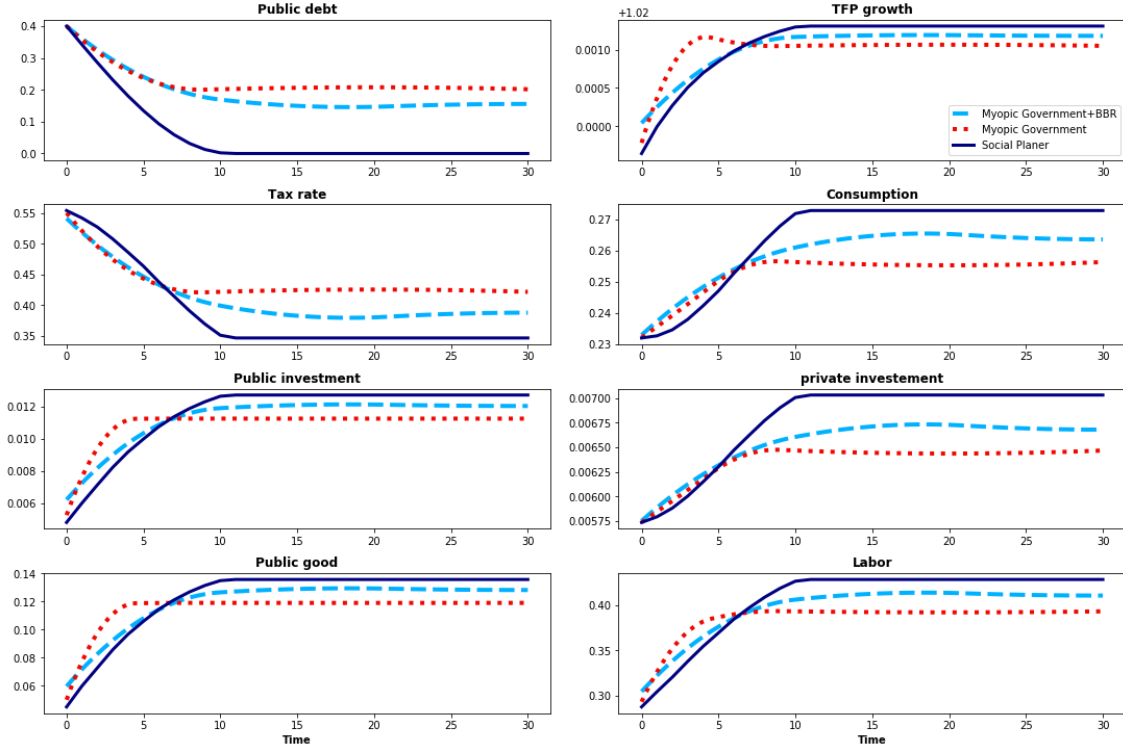 Public debt
0.4
0.3
0.2
0.1
0.0
0 5 10 15 20 25 30
TFP growth
+1.02
0.0010
0.0005
0.0000
Myopic Government+BBR
Myopic Government
Social Planer
0 5 10 15 20 25 30
Tax rate
0.55
0.50
0.45
0.40
0.35
0 5 10 15 20 25 30
Consumption
0.27
0.26
0.25
0.24
0.23
0 5 10 15 20 25 30
Public investment
0.012
0.010
0.008
0.006
0 5 10 15 20 25 30
private investement
0.00700
0.00675
0.00650
0.00625
0.00600
0.00575
0 5 10 15 20 25 30
Public good
0.14
0.12
0.10
0.08
0.06
0 5 10 15 20 25 30
Time
Labor
0.40
0.35
0.30
0 5 10 15 20 25 30
Time